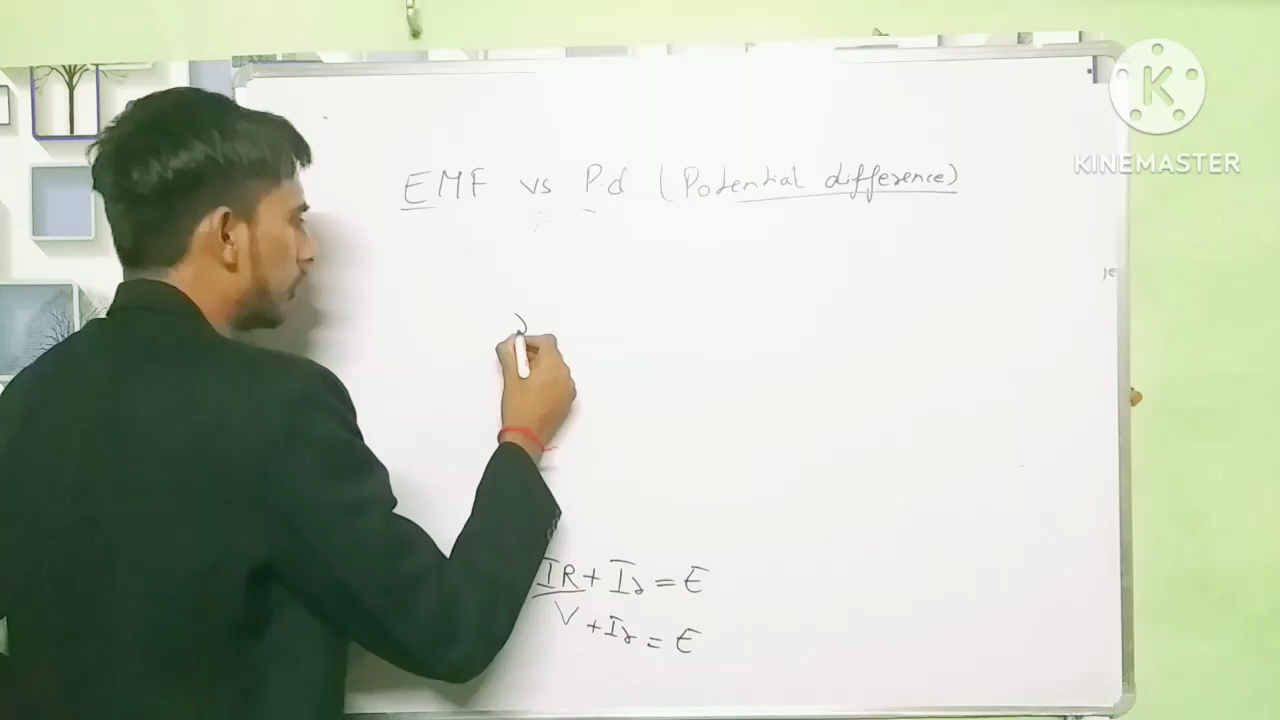 EMF vs P.d (Potential difference)
IR + Ir = E
V + Ir = E
K
KINEMASTER